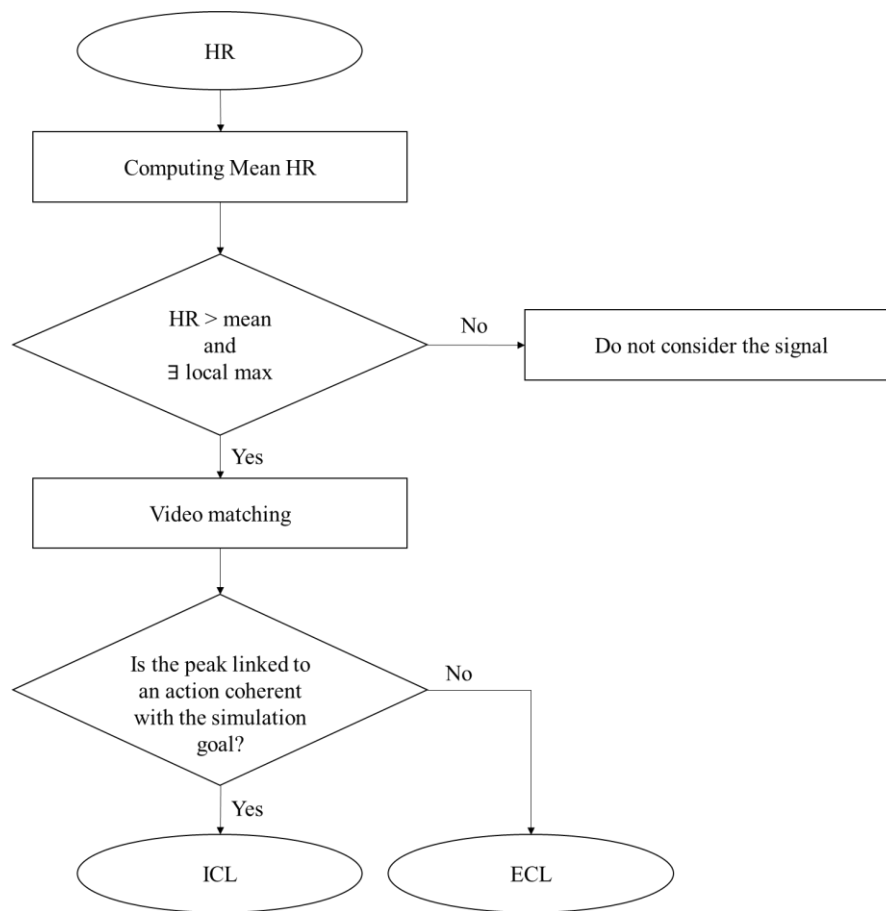 HR
Computing Mean HR
HR > mean
and
∃ local max
No
Do not consider the signal
Yes
Video matching
Is the peak linked to
an action coherent
with the simulation
goal?
No
Yes
ICL
ECL